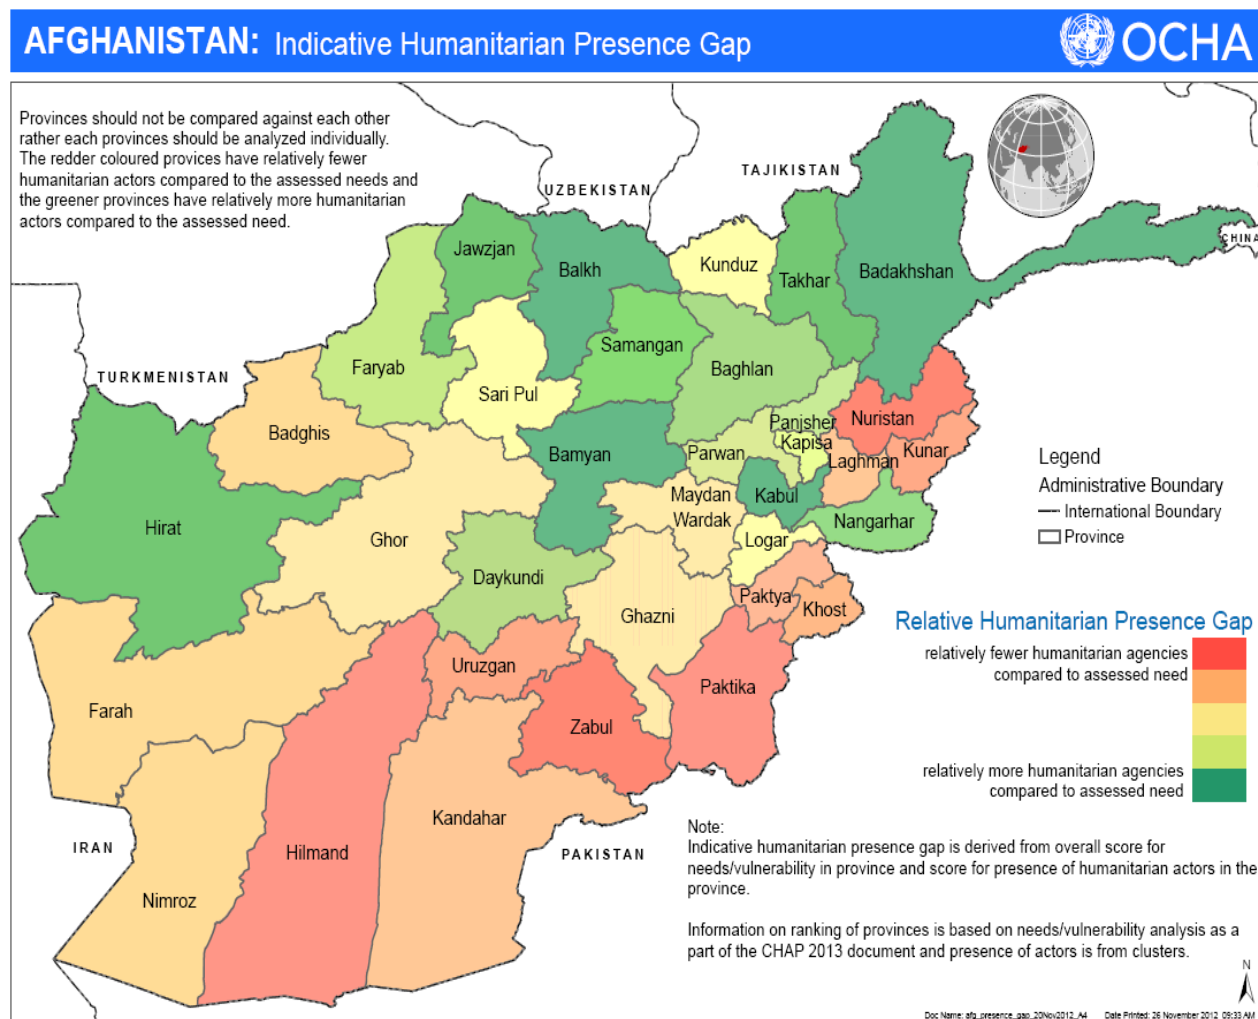 AFGHANISTAN: Indicative Humanitarian Presence Gap
OCHA
Provinces should not be compared against each other
rather each provinces should be analyzed individually.
The redder coloured provices have relatively fewer
humanitarian actors compared to the assessed needs and
the greener provinces have relatively more humanitarian
actors compared to the assessed need.
UZBEKISTAN
TAJIKISTAN
CHINA
TURKMENISTAN
Jawzjan
Balkh
Kunduz
Takhar
Badakhshan
Faryab
Sari Pul
Samangan
Baghlan
Badghis
Bamyan
Panjsher
Kapisa
Parwan
Nuristan
Laghman
Kunar
Hirat
Ghor
Maydan
Wardak
Kabul
Nangarhar
Logar
Daykundi
Ghazni
Paktya
Khost
Uruzgan
Paktika
Farah
Zabul
Kandahar
Hilmand
Nimroz
IRAN
PAKISTAN
Legend
Administrative Boundary
International Boundary
Province
Relative Humanitarian Presence Gap
relatively fewer humanitarian agencies
compared to assessed need
relatively more humanitarian agencies
compared to assessed need
Note:
Indicative humanitarian presence gap is derived from overall score for
needs/vulnerability in province and score for presence of humanitarian actors in the
province.
Information on ranking of provinces is based on needs/vulnerability analysis as a
part of the CHAP 2013 document and presence of actors is from clusters.
N
Doc Name: afg_presence_gap_20Nov2012_A4 Date Printed: 26 November 2012 09:33 AM